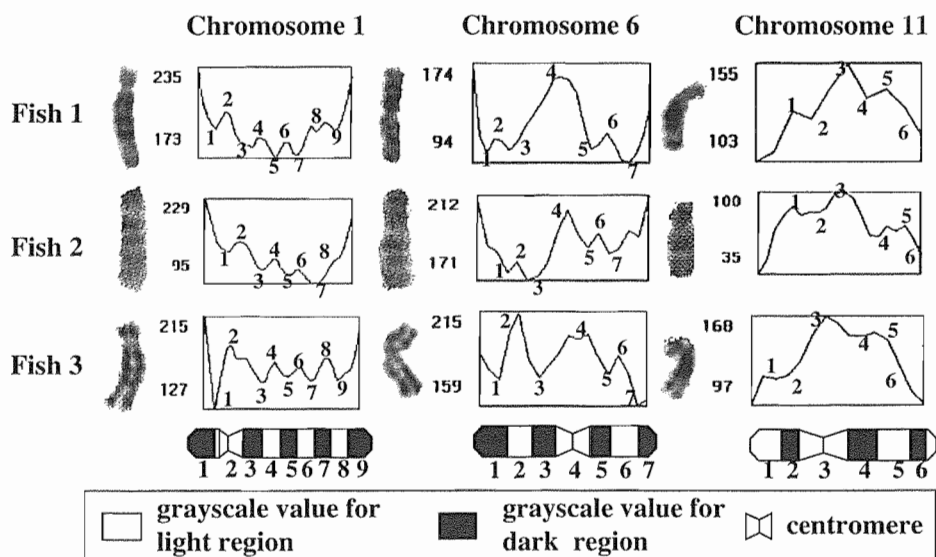 Chromosome 1 Chromosome 6 Chromosome 11
Fish 1
235
173
1 2 3 4 5 6 7 8 9
174
94
1 2 3 4 5 6 7
155
103
1 2 3 4 5 6
Fish 2
229
95
1 2 3 4 5 6 7 8
212
171
1 2 3 4 5 6 7
100
35
1 2 3 4 5 6
Fish 3
215
127
1 2 3 4 5 6 7 8 9
215
159
1 2 3 4 5 6 7
168
97
1 2 3 4 5 6
1 2 3 4 5 6 7 8 9
1 2 3 4 5 6 7
1 2 3 4 5 6
grayscale value for
light region
grayscale value for
dark region
centromere